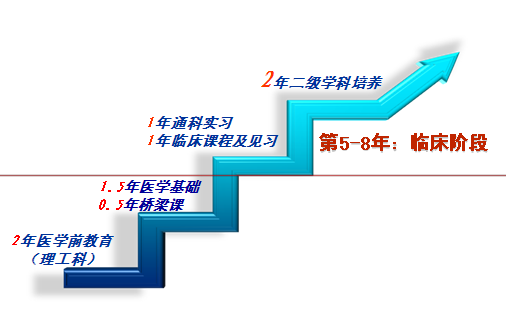 2年二级学科培养
1年通科实习
1年临床课程及见习
第5-8年：临床阶段
1.5年医学基础
0.5年桥梁课
2年医学前教育
（理工科）